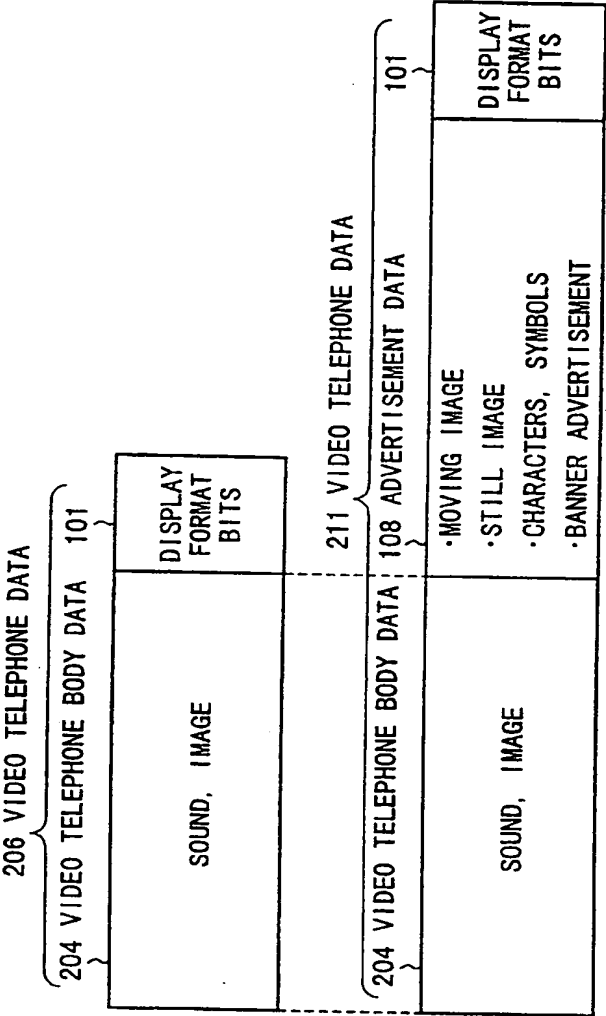 206 VIDEO TELEPHONE DATA
204 VIDEO TELEPHONE BODY DATA
101
SOUND, IMAGE
DISPLAY
FORMAT
BITS
211 VIDEO TELEPHONE DATA
204 VIDEO TELEPHONE BODY DATA
108 ADVERTISEMENT DATA
101
SOUND, IMAGE
·MOVING IMAGE
·STILL IMAGE
·CHARACTERS, SYMBOLS
·BANNER ADVERTISEMENT
DISPLAY
FORMAT
BITS